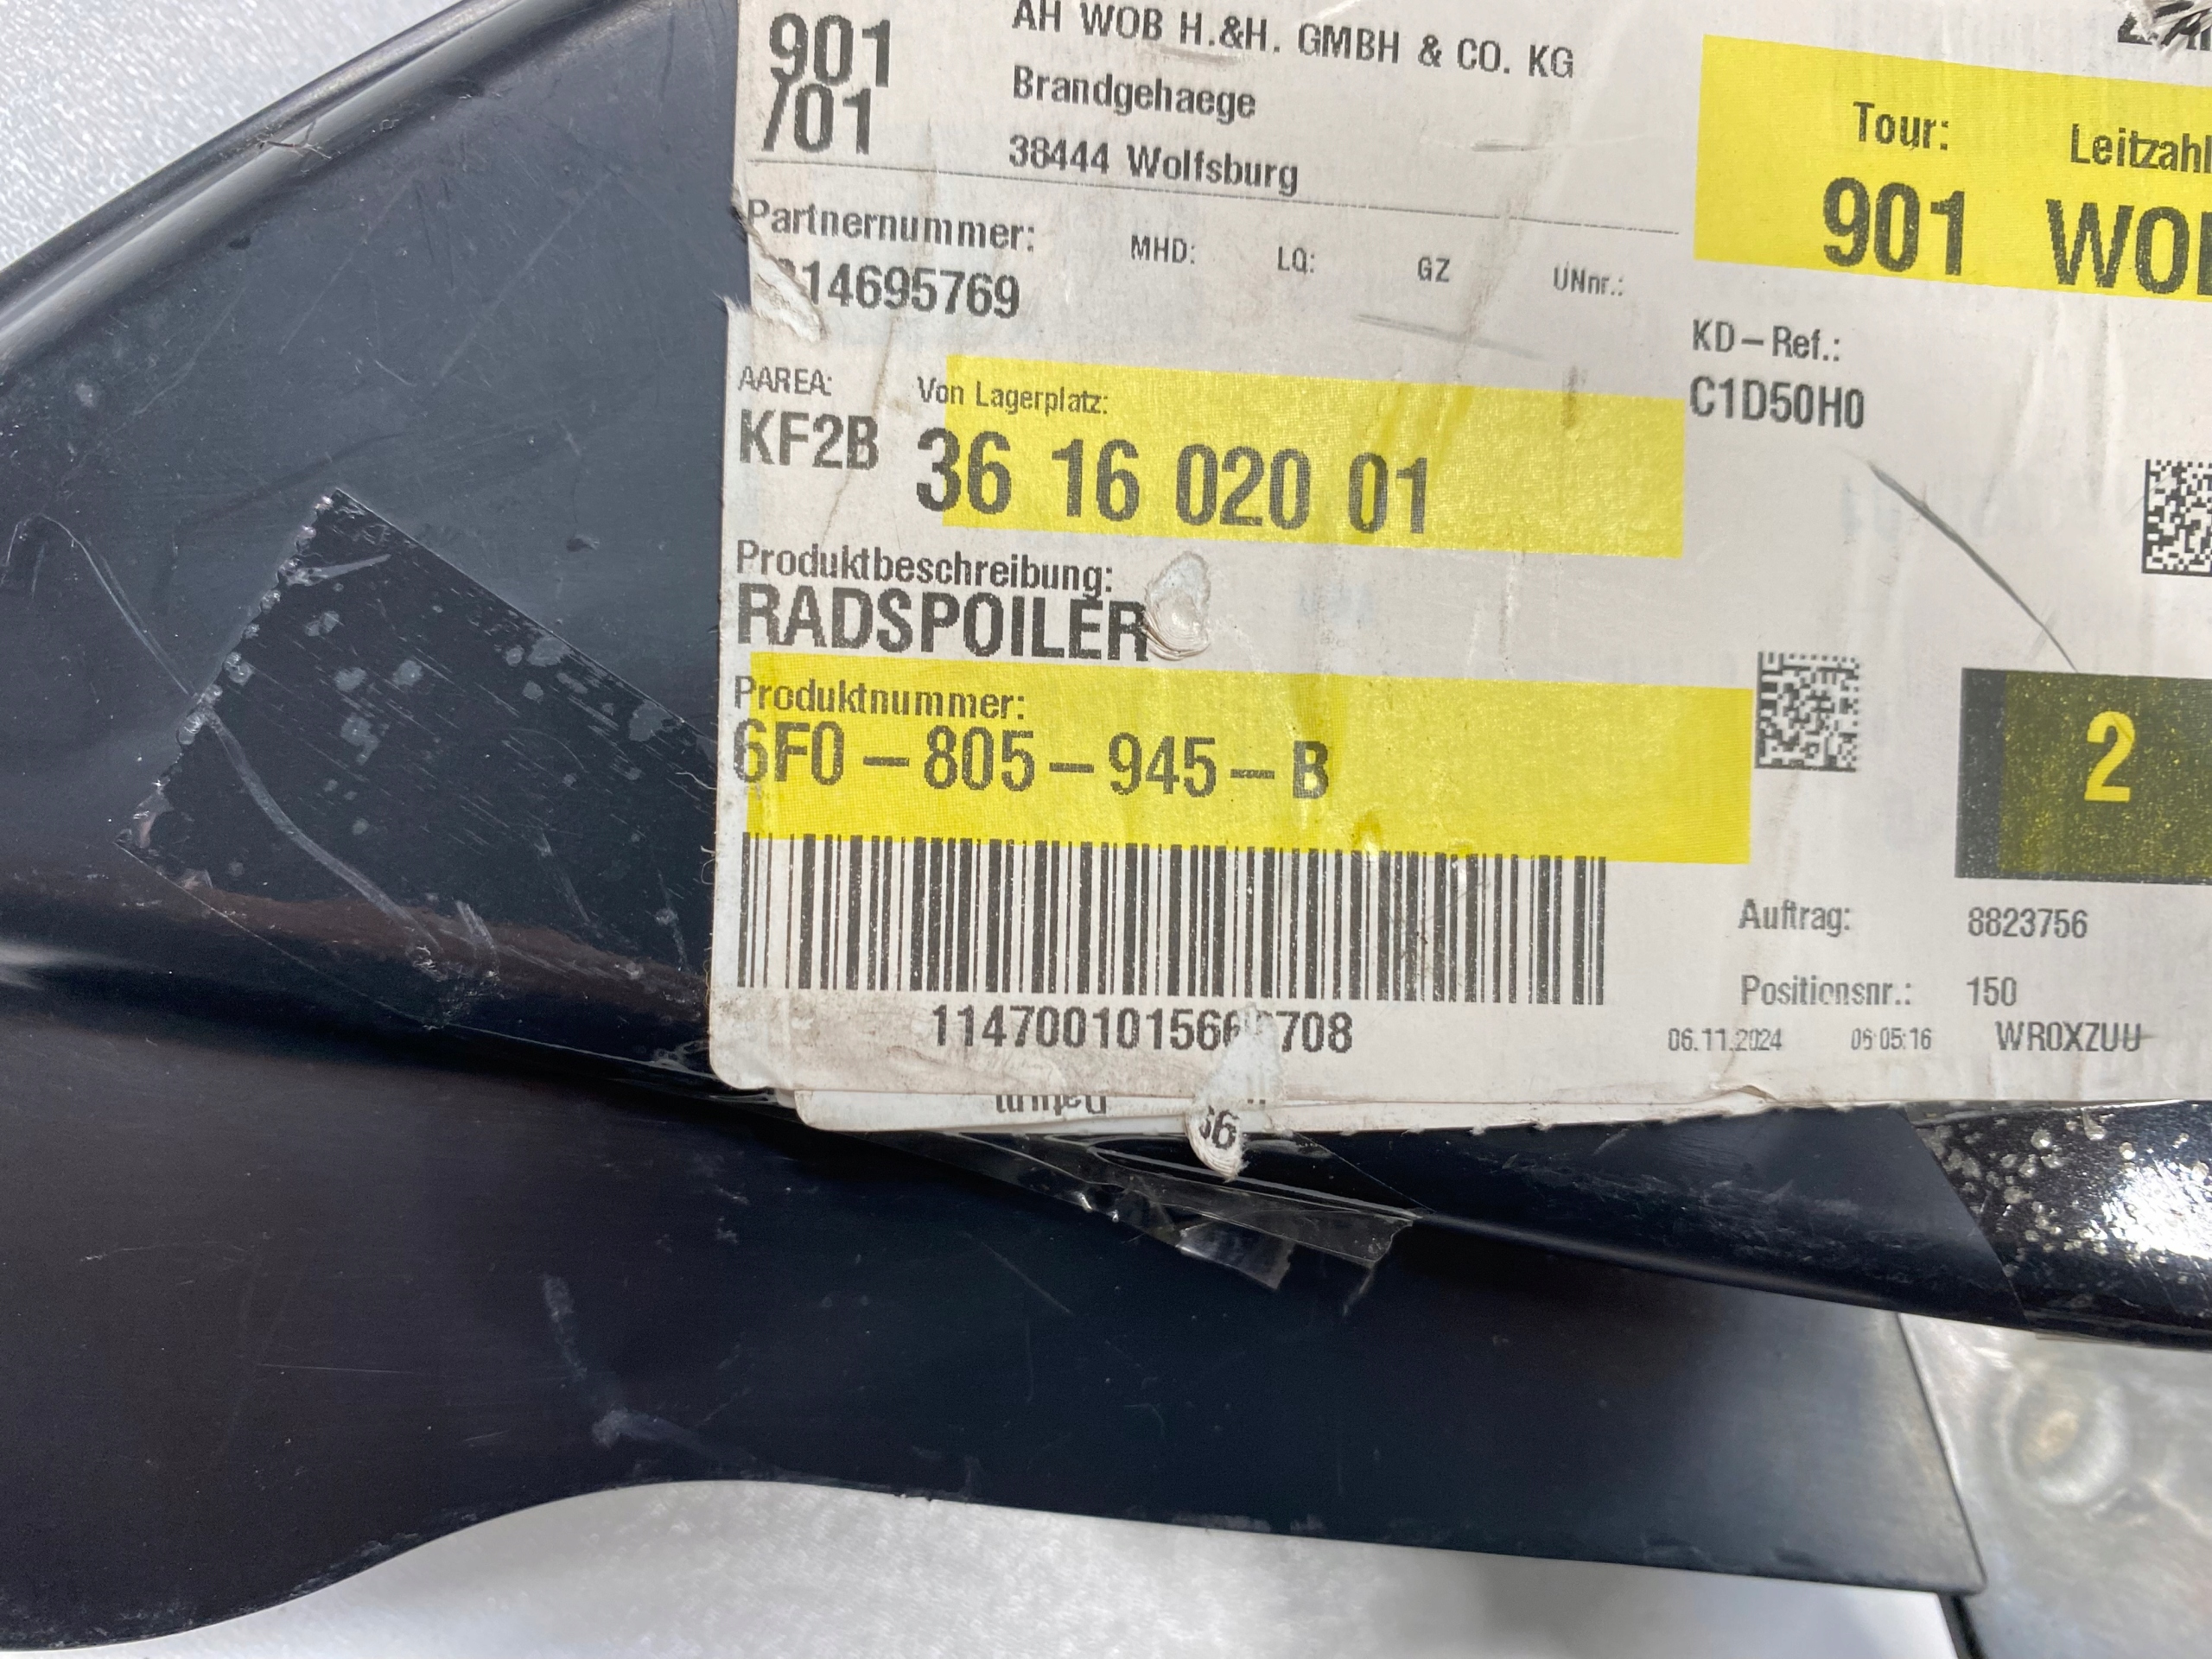 901
/01
AH WOB H.&H. GMBH & CO. KG
Brandgehaege
38444 Wolfsburg
Tour: Leitzahl
901
Partnernummer:
MHD: LQ: GZ UNnr.:
KD-Ref.:
C1D50H0
AAREA:
KF2B
Von Lagerplatz:
36 16 020 01
Produktbeschreibung:
RADSPOILER
Produktnummer:
6F0-805-945-B
2
Auftrag: 8823756
Positionsnr.: 150
06.11.2024 06:05:16 WR0XZUU
Datum